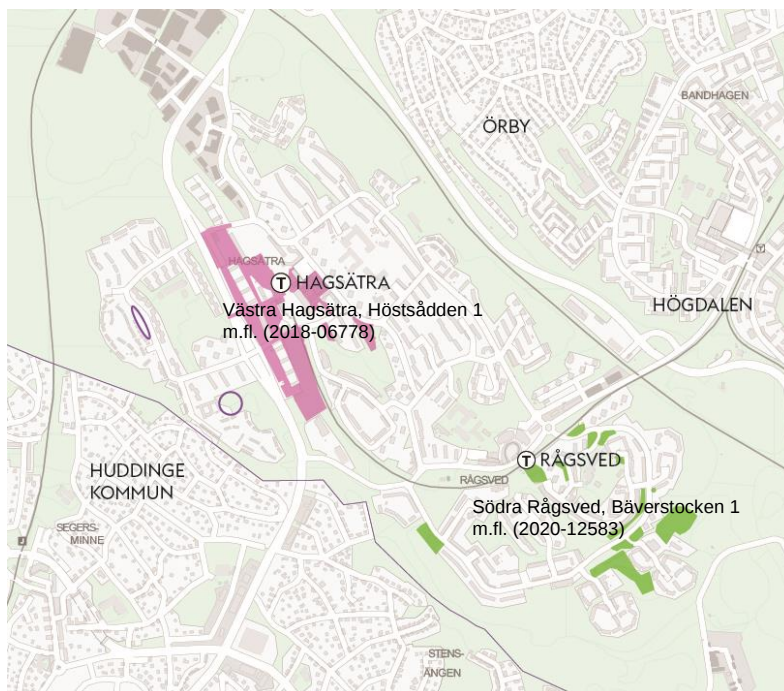 BANDHAGEN
ÖRBY
HAGSÄTRA
T HAGSÄTRA
Västra Hagsätra, Höstsådden 1
m.fl. (2018-06778)
HÖGDALEN
T RÅGSVED
RÅGSVED
HUDDINGE
KOMMUN
Södra Rågsved, Bäverstocken 1
m.fl. (2020-12583)
SEGERS-
MINNE
J
STENS-
ÄNGEN